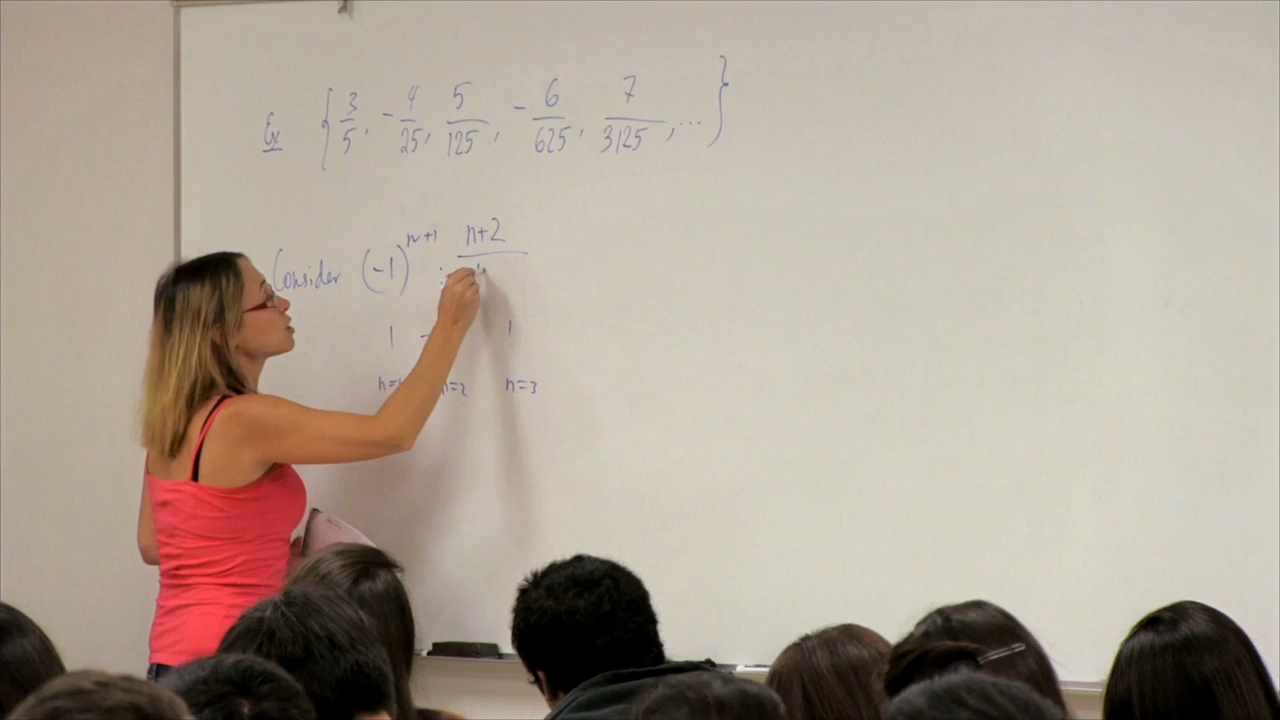 Ex { 3/5, - 4/25, 5/125, - 6/625, 7/3125, ... }
Consider (-1)^(n+1) · (n+2)/
1 - 1
n=1 n=2 n=3